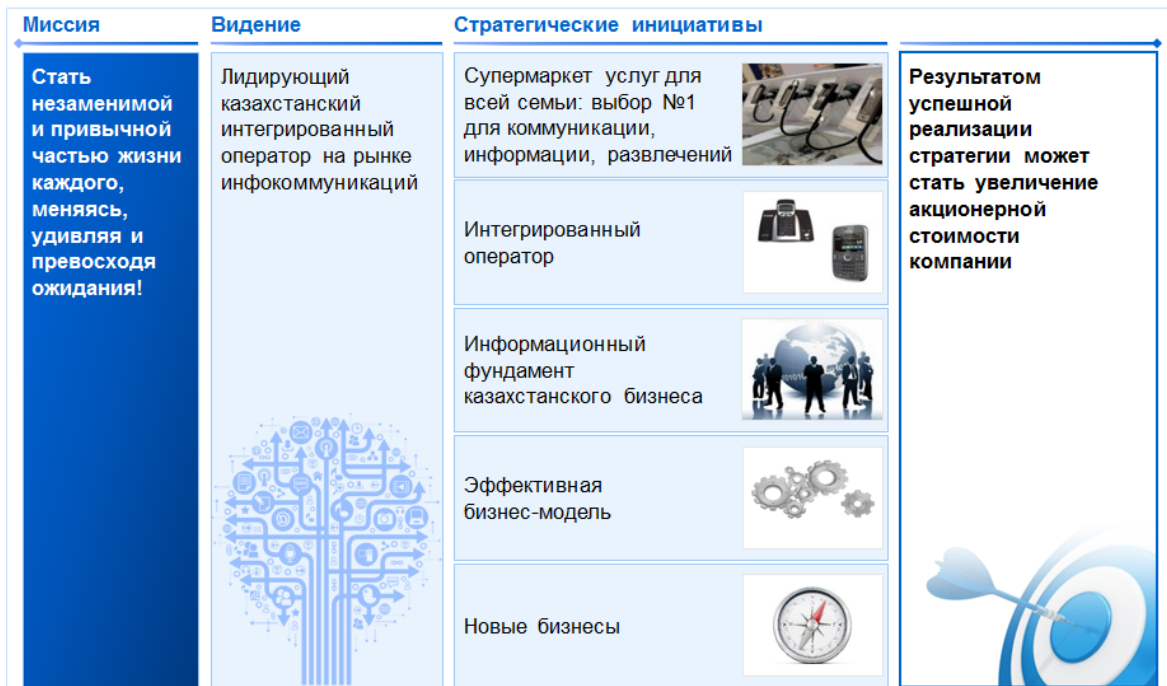 Миссия
Видение
Стратегические инициативы
Стать
незаменимой
и привычной
частью жизни
каждого,
меняясь,
удивляя и
превосходя
ожидания!
Лидирующий
казахстанский
интегрированный
оператор на рынке
инфокоммуникаций
Супермаркет услуг для
всей семьи: выбор №1
для коммуникации,
информации, развлечений
Интегрированный
оператор
Информационный
фундамент
казахстанского бизнеса
Эффективная
бизнес-модель
Новые бизнесы
Результатом
успешной
реализации
стратегии может
стать увеличение
акционерной
стоимости
компании